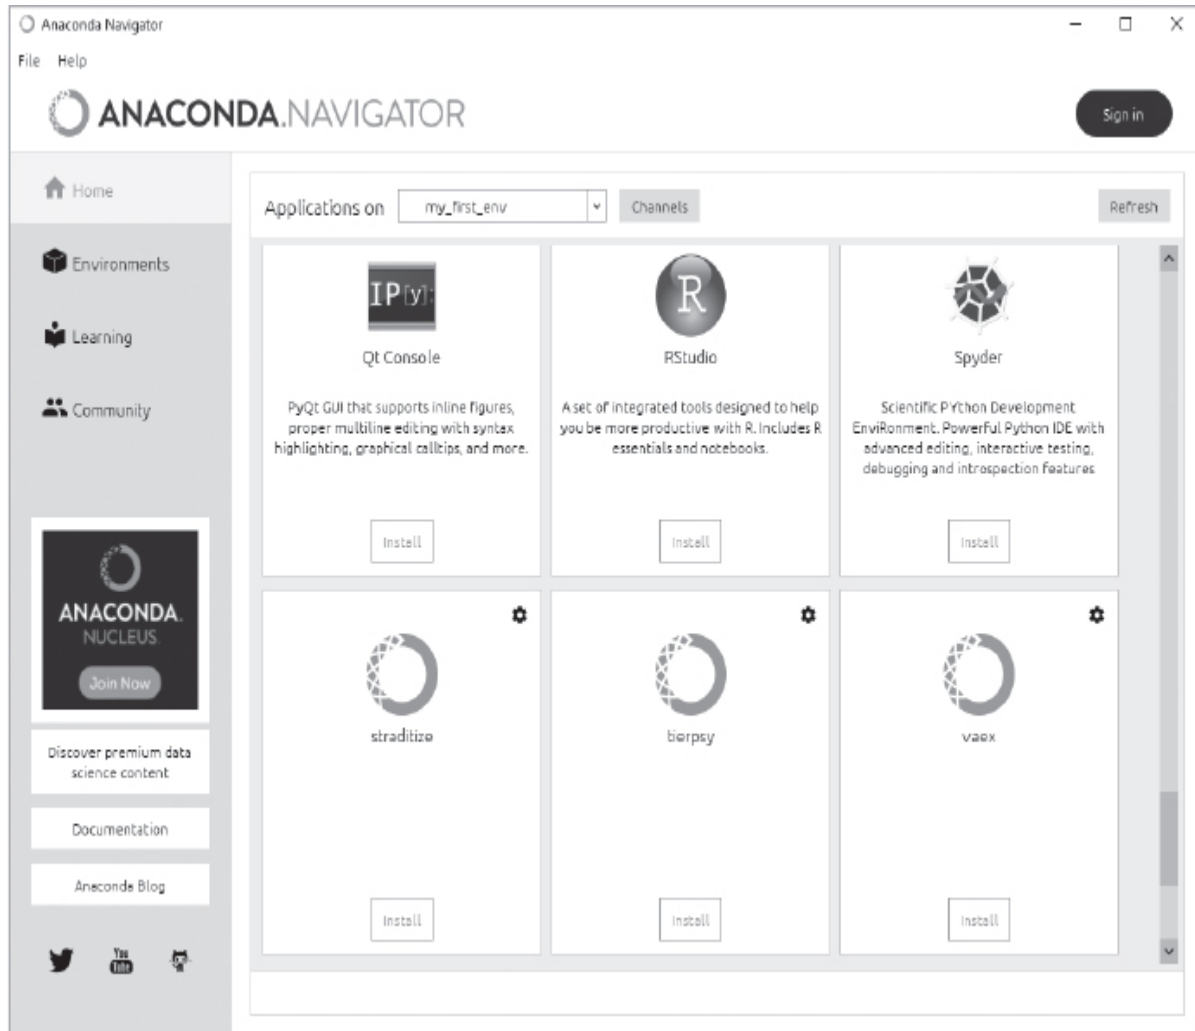 Anaconda Navigator
File Help
ANACONDA.NAVIGATOR
Sign in
Home
Environments
Learning
Community
ANACONDA.
NUCLEUS
Join Now
Discover premium data
science content
Documentation
Anaconda Blog
You
Tube
Applications on my_first_env Channels Refresh
IP[y]:
Qt Console
PyQt GUI that supports inline figures,
proper multiline editing with syntax
highlighting, graphical calltips, and more.
Install
R
RStudio
A set of integrated tools designed to help
you be more productive with R. Includes R
essentials and notebooks.
Install
Spyder
Scientific PYthon Development
EnviRonment. Powerful Python IDE with
advanced editing, interactive testing,
debugging and introspection features
Install
straditize
Install
tierpsy
Install
vaex
Install